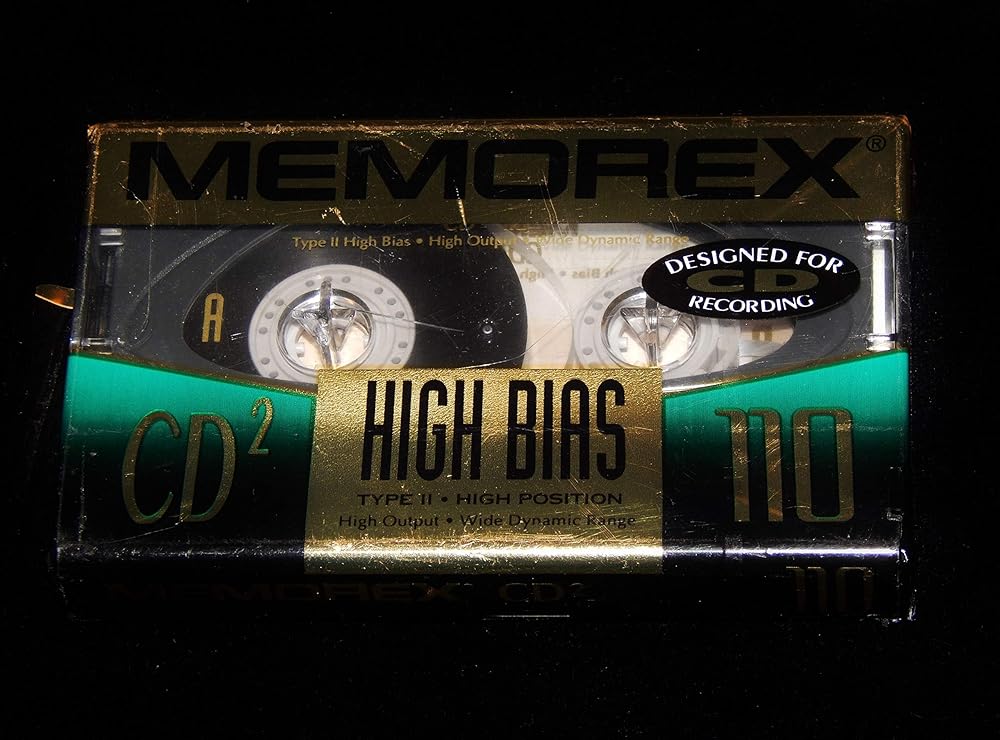 MEMOREX®
Type II High Bias • High Output • Wide Dynamic Range
DESIGNED FOR
CD
RECORDING
A
CD²
HIGH BIAS
110
TYPE II • HIGH POSITION
High Output • Wide Dynamic Range
MEMOREX CD² 110